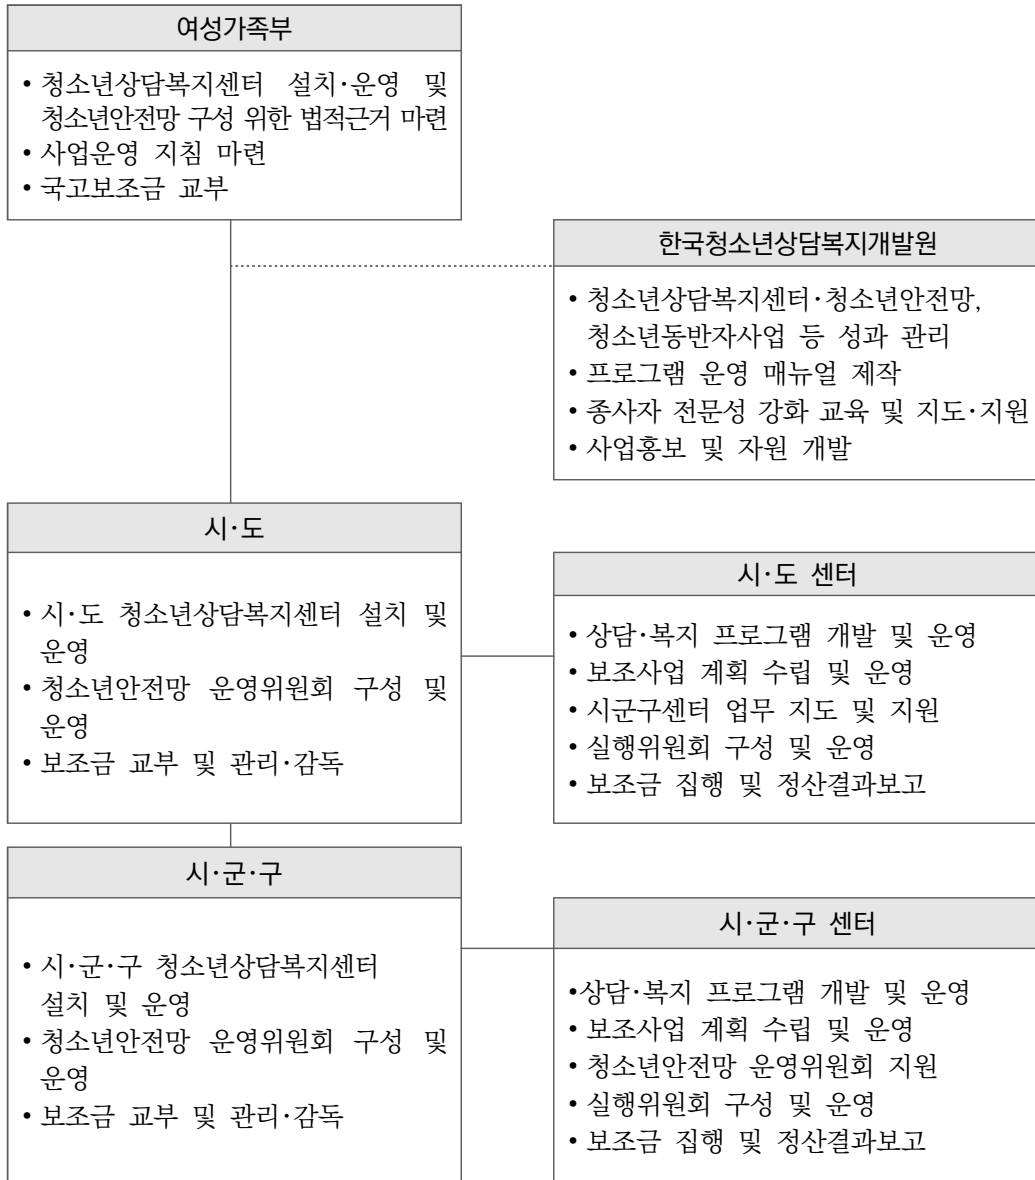 여성가족부
• 청소년상담복지센터 설치·운영 및
청소년안전망 구성 위한 법적근거 마련
• 사업운영 지침 마련
• 국고보조금 교부
한국청소년상담복지개발원
• 청소년상담복지센터·청소년안전망,
청소년동반자사업 등 성과 관리
• 프로그램 운영 매뉴얼 제작
• 종사자 전문성 강화 교육 및 지도·지원
• 사업홍보 및 자원 개발
시·도
• 시·도 청소년상담복지센터 설치 및
운영
• 청소년안전망 운영위원회 구성 및
운영
• 보조금 교부 및 관리·감독
시·도 센터
• 상담·복지 프로그램 개발 및 운영
• 보조사업 계획 수립 및 운영
• 시군구센터 업무 지도 및 지원
• 실행위원회 구성 및 운영
• 보조금 집행 및 정산결과보고
시·군·구
• 시·군·구 청소년상담복지센터
설치 및 운영
• 청소년안전망 운영위원회 구성 및
운영
• 보조금 교부 및 관리·감독
시·군·구 센터
•상담·복지 프로그램 개발 및 운영
• 보조사업 계획 수립 및 운영
• 청소년안전망 운영위원회 지원
• 실행위원회 구성 및 운영
• 보조금 집행 및 정산결과보고